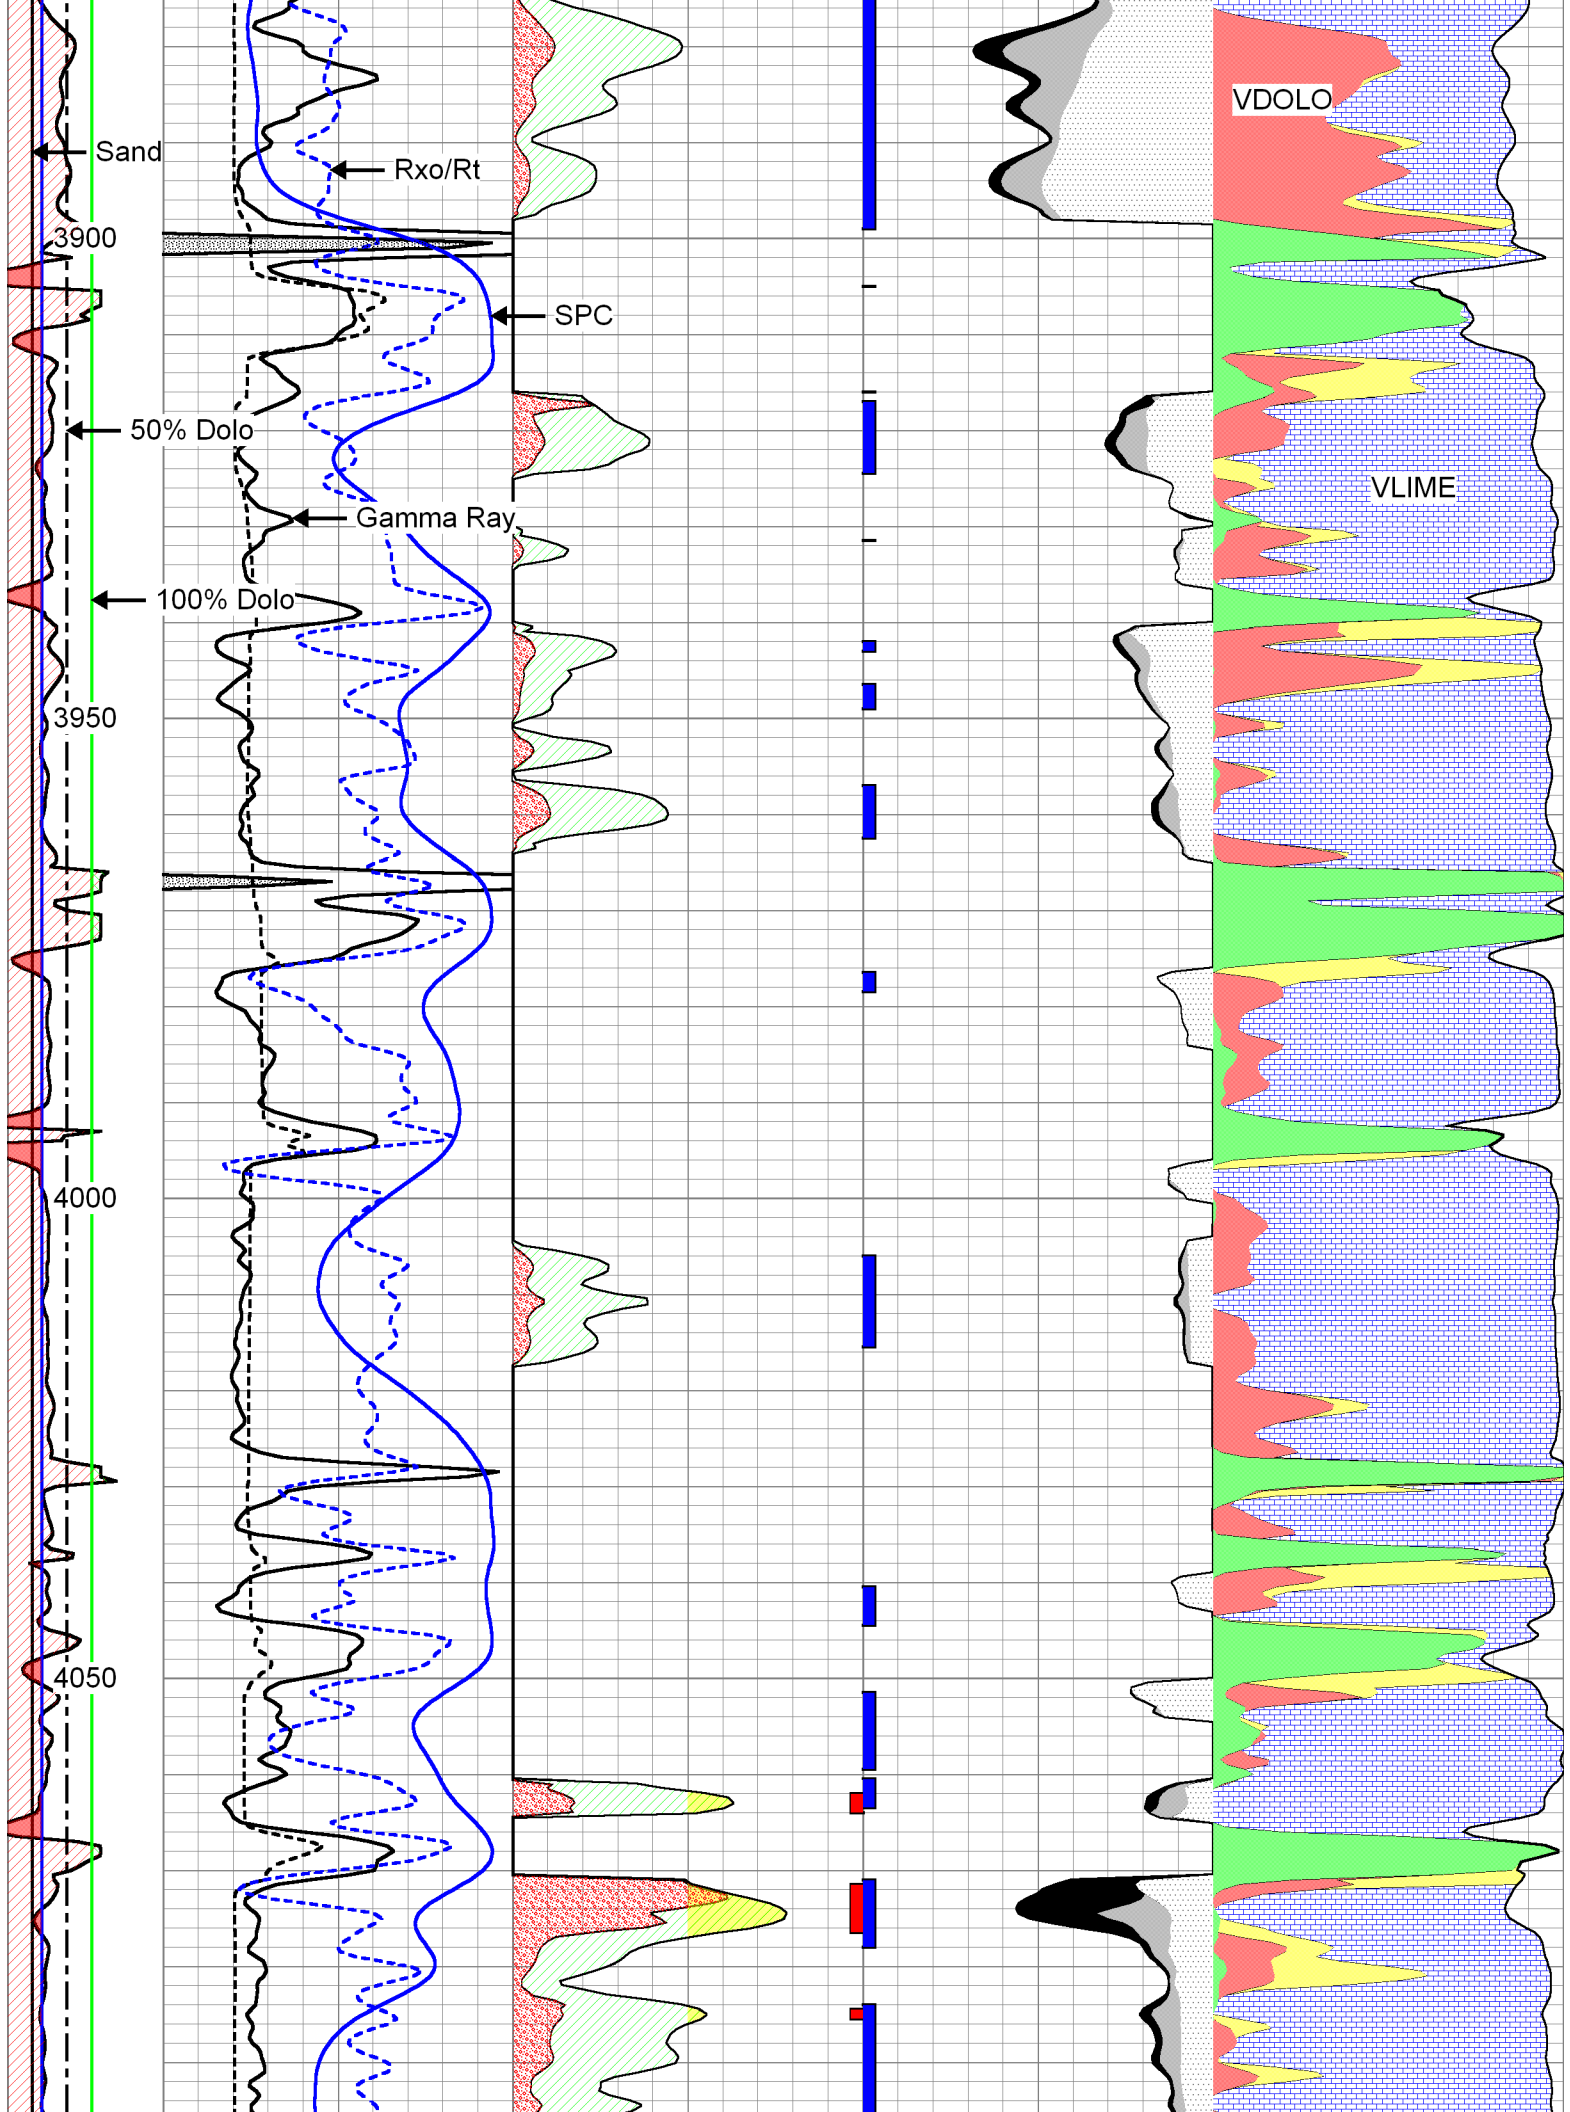 VDOLO
Sand
Rxo/Rt
3900
SPC
50% Dolo
VLIME
Gamma Ray
100% Dolo
3950
4000
4050